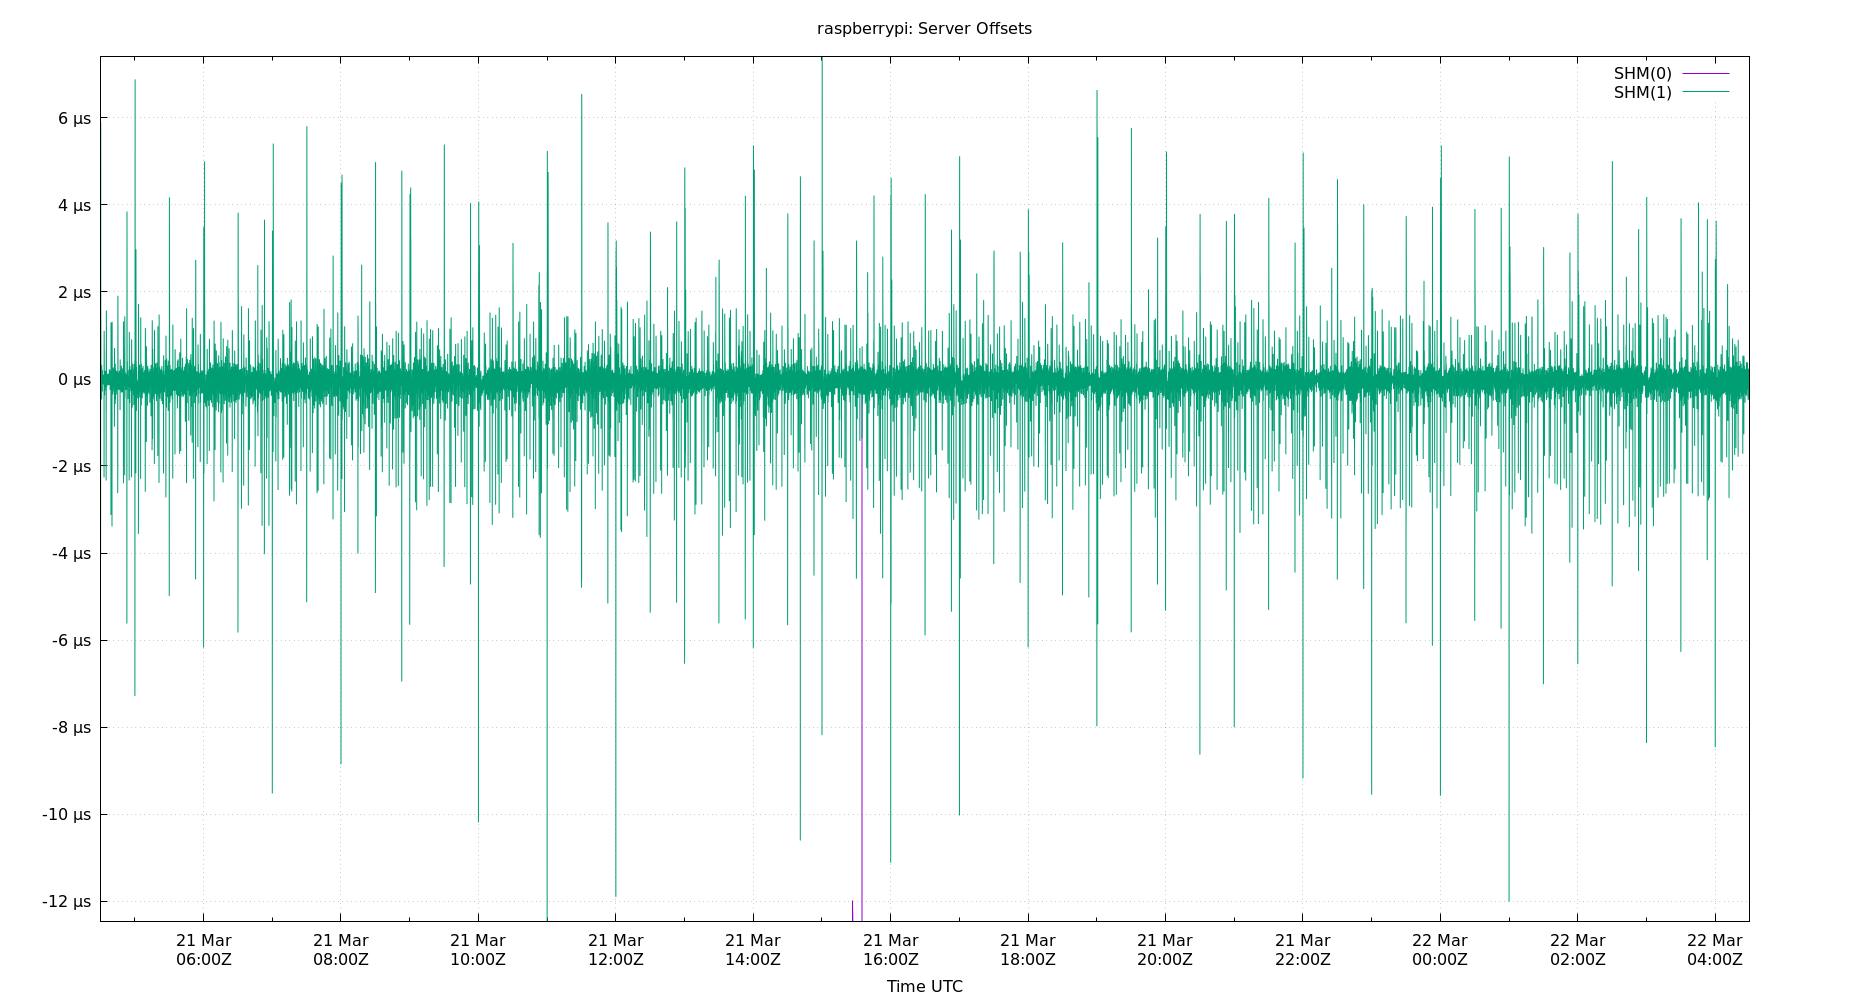 raspberrypi: Server Offsets
SHM(0)
SHM(1)
6 µs
4 µs
2 µs
0 µs
-2 µs
-4 µs
-6 µs
-8 µs
-10 µs
-12 µs
21 Mar 21 Mar 21 Mar 21 Mar 21 Mar 21 Mar 21 Mar 21 Mar 21 Mar 22 Mar 22 Mar 22 Mar
06:00Z 08:00Z 10:00Z 12:00Z 14:00Z 16:00Z 18:00Z 20:00Z 22:00Z 00:00Z 02:00Z 04:00Z
Time UTC